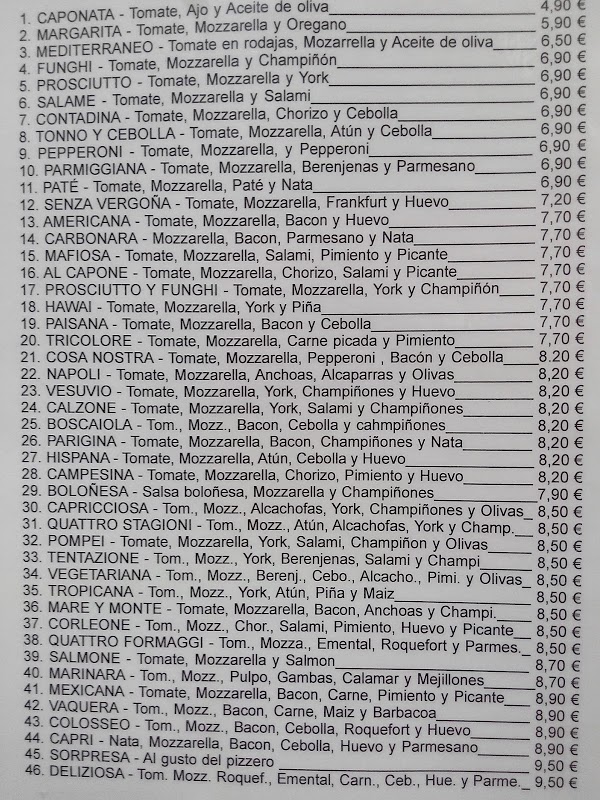 1. CAPONATA - Tomate, Ajo y Aceite de oliva 4,90 €
2. MARGARITA - Tomate, Mozzarella y Oregano 5,90 €
3. MEDITERRANEO - Tomate en rodajas, Mozarrella y Aceite de oliva 6,50 €
4. FUNGHI - Tomate, Mozzarella y Champiñón 6,90 €
5. PROSCIUTTO - Tomate, Mozzarella y York 6,90 €
6. SALAME - Tomate, Mozzarella y Salami 6,90 €
7. CONTADINA - Tomate, Mozzarella, Chorizo y Cebolla 6,90 €
8. TONNO Y CEBOLLA - Tomate, Mozzarella, Atún y Cebolla 6,90 €
9. PEPPERONI - Tomate, Mozzarella, y Pepperoni 6,90 €
10. PARMIGGIANA - Tomate, Mozzarella, Berenjenas y Parmesano 6,90 €
11. PATÉ - Tomate, Mozzarella, Paté y Nata 6,90 €
12. SENZA VERGOÑA - Tomate, Mozzarella, Frankfurt y Huevo 7,20 €
13. AMERICANA - Tomate, Mozzarella, Bacon y Huevo 7,70 €
14. CARBONARA - Mozzarella, Bacon, Parmesano y Nata 7,70 €
15. MAFIOSA - Tomate, Mozzarella, Salami, Pimiento y Picante 7,70 €
16. AL CAPONE - Tomate, Mozzarella, Chorizo, Salami y Picante 7,70 €
17. PROSCIUTTO Y FUNGHI - Tomate, Mozzarella, York y Champiñón 7,70 €
18. HAWAI - Tomate, Mozzarella, York y Piña 7,70 €
19. PAISANA - Tomate, Mozzarella, Bacon y Cebolla 7,70 €
20. TRICOLORE - Tomate, Mozzarella, Carne picada y Pimiento 7,70 €
21. COSA NOSTRA - Tomate, Mozzarella, Pepperoni , Bacón y Cebolla 8.20 €
22. NAPOLI - Tomate, Mozzarella, Anchoas, Alcaparras y Olivas 8,20 €
23. VESUVIO - Tomate, Mozzarella, York, Champiñones y Huevo 8,20 €
24. CALZONE - Tomate, Mozzarella, York, Salami y Champiñones 8,20 €
25. BOSCAIOLA - Tom., Mozz., Bacon, Cebolla y cahmpiñones 8,20 €
26. PARIGINA - Tomate, Mozzarella, Bacon, Champiñones y Nata 8,20 €
27. HISPANA - Tomate, Mozzarella, Atún, Cebolla y Huevo 8,20 €
28. CAMPESINA - Tomate, Mozzarella, Chorizo, Pimiento y Huevo 8,20 €
29. BOLOÑESA - Salsa boloñesa, Mozzarella y Champiñones 7,90 €
30. CAPRICCIOSA - Tom., Mozz., Alcachofas, York, Champiñones y Olivas 8,50 €
31. QUATTRO STAGIONI - Tom., Mozz., Atún, Alcachofas, York y Champ. 8,50 €
32. POMPEI - Tomate, Mozzarella, York, Salami, Champiñon y Olivas 8,50 €
33. TENTAZIONE - Tom., Mozz., York, Berenjenas, Salami y Champi 8,50 €
34. VEGETARIANA - Tom., Mozz., Berenj., Cebo., Alcacho., Pimi. y Olivas 8,50 €
35. TROPICANA - Tom., Mozz., York, Atún, Piña y Maiz 8,50 €
36. MARE Y MONTE - Tomate, Mozzarella, Bacon, Anchoas y Champi. 8,50 €
37. CORLEONE - Tom., Mozz., Chor., Salami, Pimiento, Huevo y Picante 8,50 €
38. QUATTRO FORMAGGI - Tom., Mozza., Emental, Roquefort y Parmes. 8,50 €
39. SALMONE - Tomate, Mozzarella y Salmon 8,70 €
40. MARINARA - Tom., Mozz., Pulpo, Gambas, Calamar y Mejillones 8,70 €
41. MEXICANA - Tomate, Mozzarella, Bacon, Carne, Pimiento y Picante 8,90 €
42. VAQUERA - Tom., Mozz., Bacon, Carne, Maiz y Barbacoa 8,90 €
43. COLOSSEO - Tom., Mozz., Bacon, Cebolla, Roquefort y Huevo 8,90 €
44. CAPRI - Nata, Mozzarella, Bacon, Cebolla, Huevo y Parmesano 8,90 €
45. SORPRESA - Al gusto del pizzero 9,50 €
46. DELIZIOSA - Tom. Mozz. Roquef., Emental, Carn., Ceb., Hue. y Parme. 9,50 €